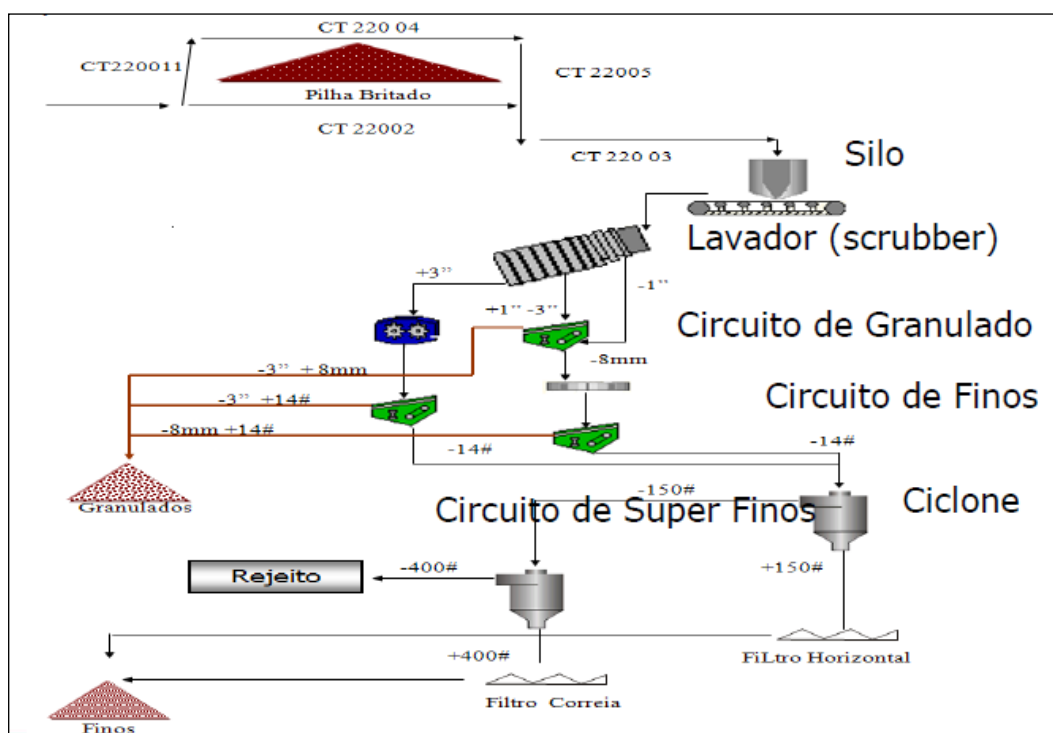 CT 220 04
CT220011
CT 22005
Pilha Britado
CT 22002
CT 220 03
Silo
Lavador (scrubber)
+3”
-1”
+1” -3”
Circuito de Granulado
-8mm
-3” +8mm
Circuito de Finos
-3” +14#
-8mm +14#
-14#
-14#
Granulados
-150#
Ciclone
Circuito de Super Finos
+150#
-400#
Rejeito
+400#
FiLtro Horizontal
Filtro Correia
Finos